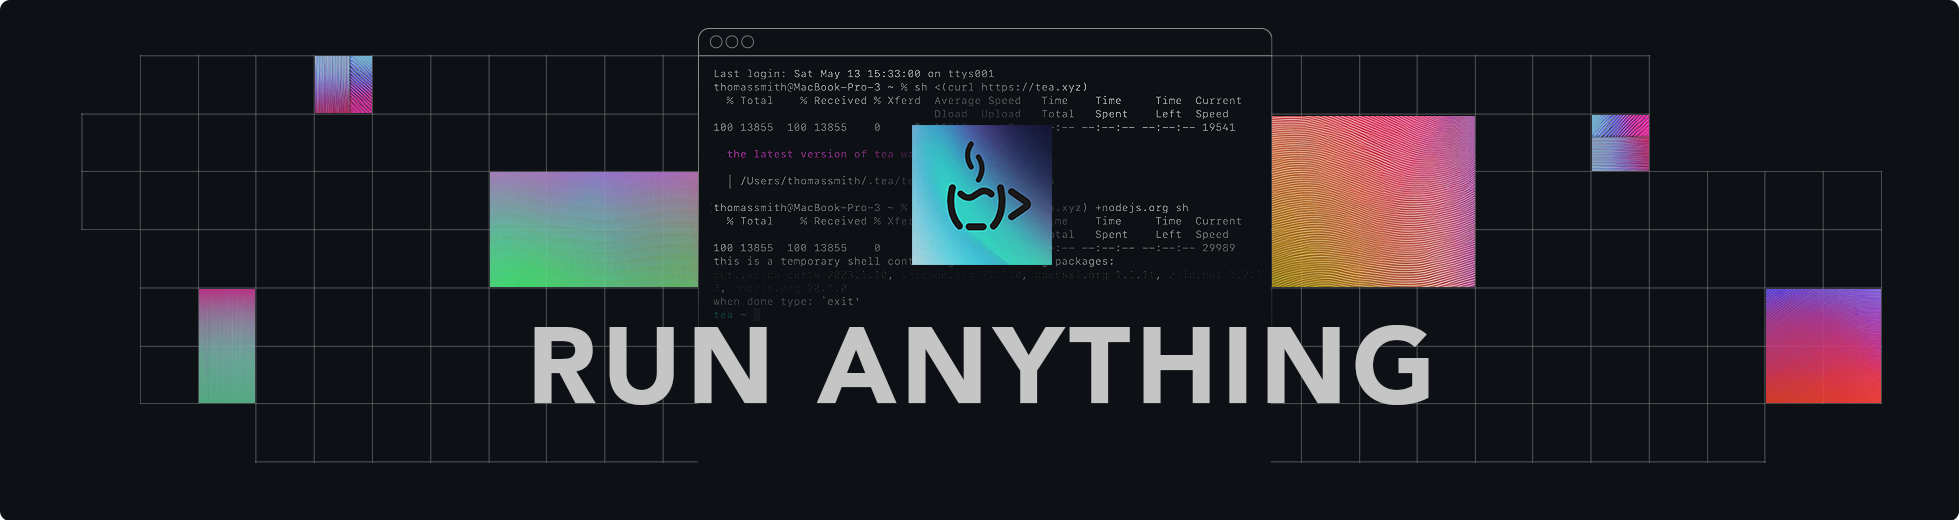 Last login: Sat May 13 15:33:00 on ttys001
thomassmith@MacBook-Pro-3 ~ % sh <(curl https://tea.xyz)
% Total % Received % Xferd Average Speed Time Time Time Current
Dload Upload Total Spent Left Speed
100 13855 100 13855 0 --:-- --:--:-- --:--:-- 19541
the latest version of tea
| /Users/thomassmith/.tea/
thomassmith@MacBook-Pro-3 ~ % .xyz) +nodejs.org sh
% Total % Received % Xfer Time Time Current
Spent Left Speed
100 13855 100 13855 0 --:-- --:--:-- --:--:-- 29989
this is a temporary shell packages:
when done type: `exit'
tea ~
RUN ANYTHING